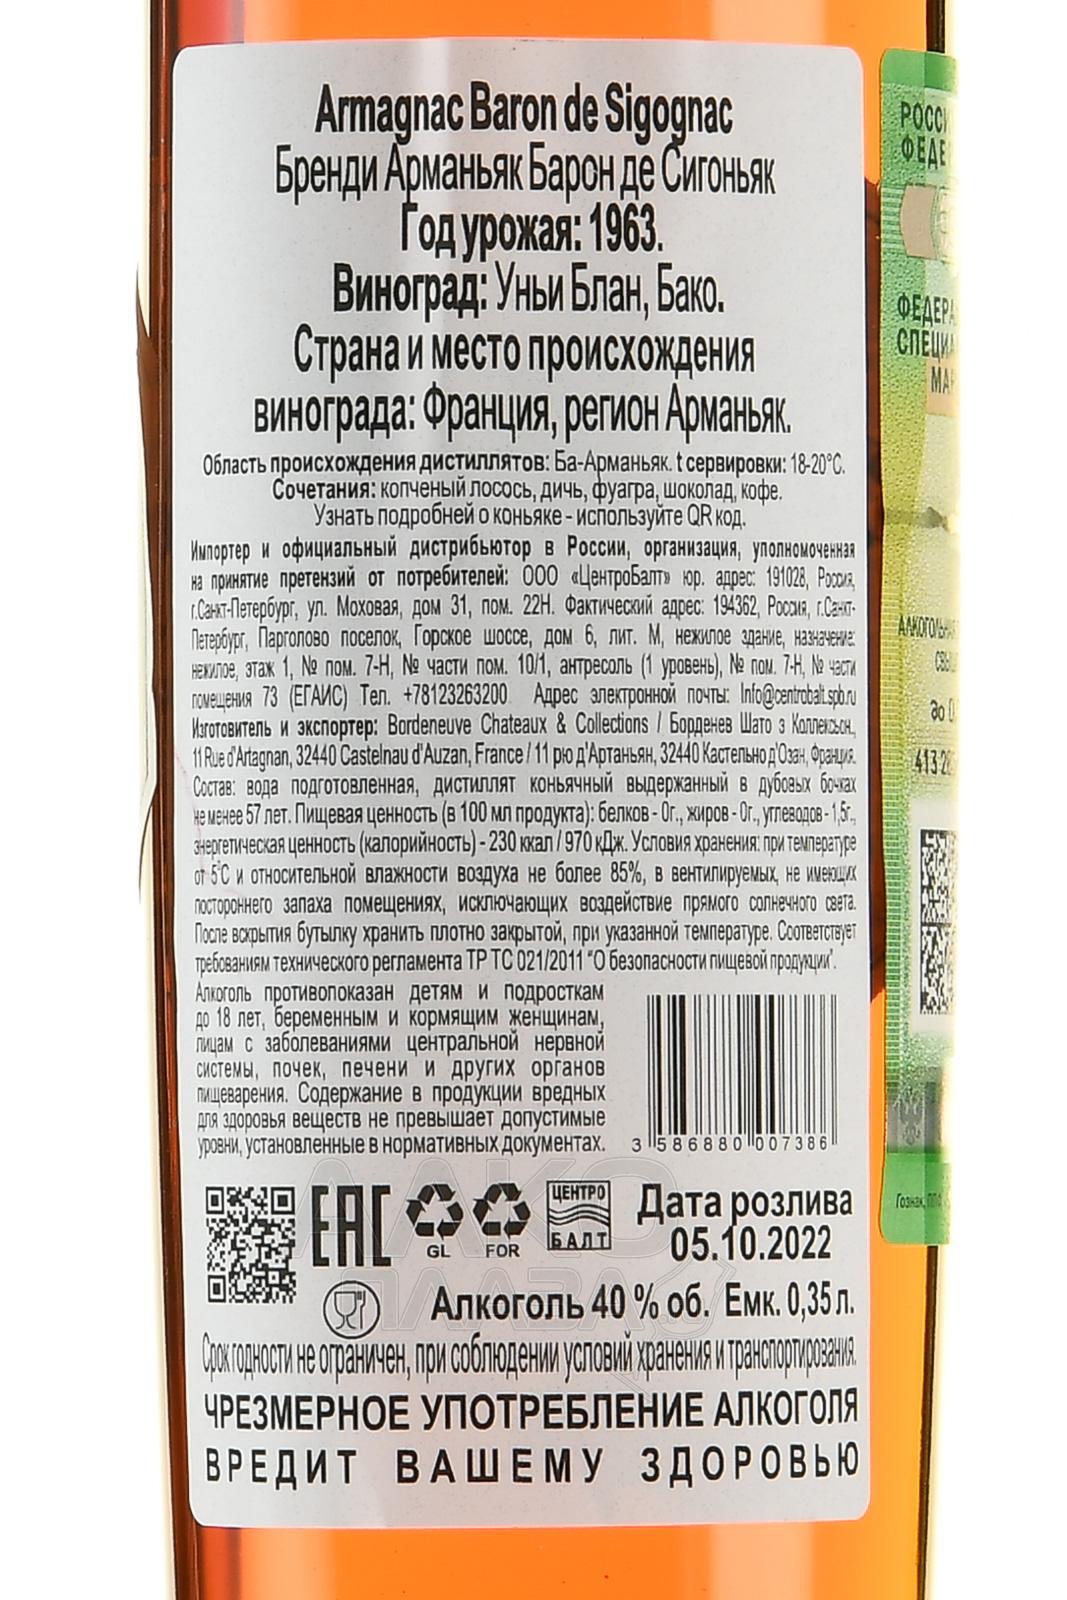 Armagnac Baron de Sigognac
Бренди Арманьяк Барон де Сигоньяк
Год урожая: 1963.
Виноград: Уньи Блан, Бако.
Страна и место происхождения
винограда: Франция, регион Арманьяк.
Область происхождения дистиллятов: Ба-Арманьяк. t сервировки: 18-20°С.
Сочетания: копченый лосось, дичь, фуагра, шоколад, кофе.
Узнать подробней о коньяке - используйте QR код.
Импортер и официальный дистрибьютор в России, организация, уполномоченная
на принятие претензий от потребителей: ООО «ЦентроБалт» юр. адрес: 191028, Россия,
г.Санкт-Петербург, ул. Моховая, дом 31, пом. 22Н. Фактический адрес: 194362, Россия, г.Санкт-
Петербург, Парголово поселок, Горское шоссе, дом 6, лит. М, нежилое здание, назначение:
нежилое, этаж 1, № пом. 7-Н, № части пом. 10/1, антресоль (1 уровень), № пом. 7-Н, № части
помещения 73 (ЕГАИС) Тел. +78123263200 Адрес электронной почты: Info@centrobalt.spb.ru
Изготовитель и экспортер: Bordeneuve Chateaux & Collections / Борденев Шато э Коллексьон,
11 Rue d'Artagnan, 32440 Castelnau d'Auzan, France / 11 рю д'Артаньян, 32440 Кастельно д'Озан, Франция.
Состав: вода подготовленная, дистиллят коньячный выдержанный в дубовых бочках
не менее 57 лет. Пищевая ценность (в 100 мл продукта): белков - 0г., жиров - 0г., углеводов - 1,5г.,
энергетическая ценность (калорийность) - 230 ккал / 970 кДж. Условия хранения: при температуре
от 5°С и относительной влажности воздуха не более 85%, в вентилируемых, не имеющих
постороннего запаха помещениях, исключающих воздействие прямого солнечного света.
После вскрытия бутылку хранить плотно закрытой, при указанной температуре. Соответствует
требованиям технического регламента ТР ТС 021/2011 "О безопасности пищевой продукции".
Алкоголь противопоказан детям и подросткам
до 18 лет, беременным и кормящим женщинам,
лицам с заболеваниями центральной нервной
системы, почек, печени и других органов
пищеварения. Содержание в продукции вредных
для здоровья веществ не превышает допустимые
уровни, установленные в нормативных документах.
3 586880 007386
EAC
GL
FOR
ЦЕНТРО
БАЛТ
Дата розлива
05.10.2022
Алкоголь 40 % об. Емк. 0,35 л.
Срок годности не ограничен, при соблюдении условий хранения и транспортирования.
ЧРЕЗМЕРНОЕ УПОТРЕБЛЕНИЕ АЛКОГОЛЯ
ВРЕДИТ ВАШЕМУ ЗДОРОВЬЮ
АЛКО
ПЛАЗА
РОССИ
ФЕДЕ
ФЕДЕРА
СПЕЦИА
МАР
АЛКОГОЛЬНАЯ
СВЫШ
до 0,
Гознак,